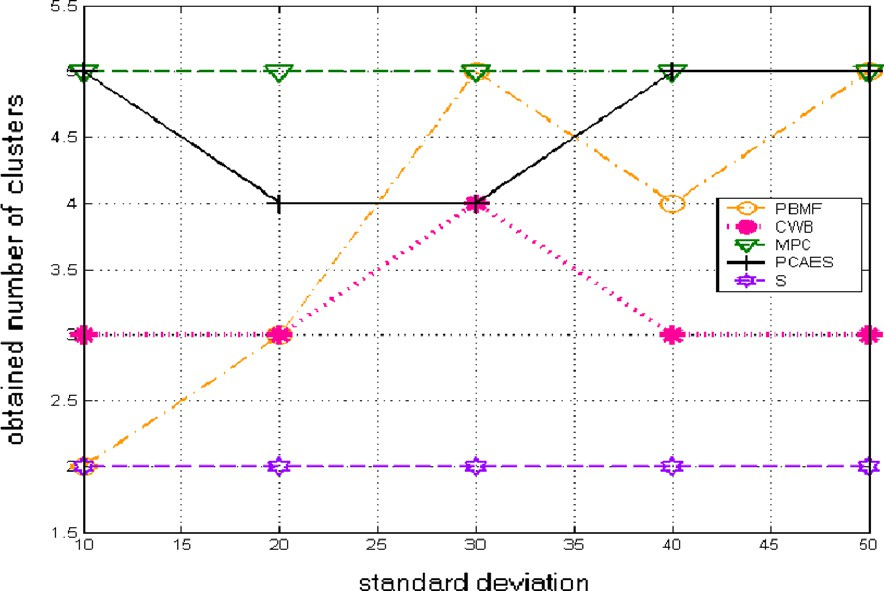 obtained number of clusters
5.5
5
4.5
4
3.5
3
2.5
2
1.5
10 15 20 25 30 35 40 45 50
standard deviation
PBMF
CWB
MPC
PCAES
S